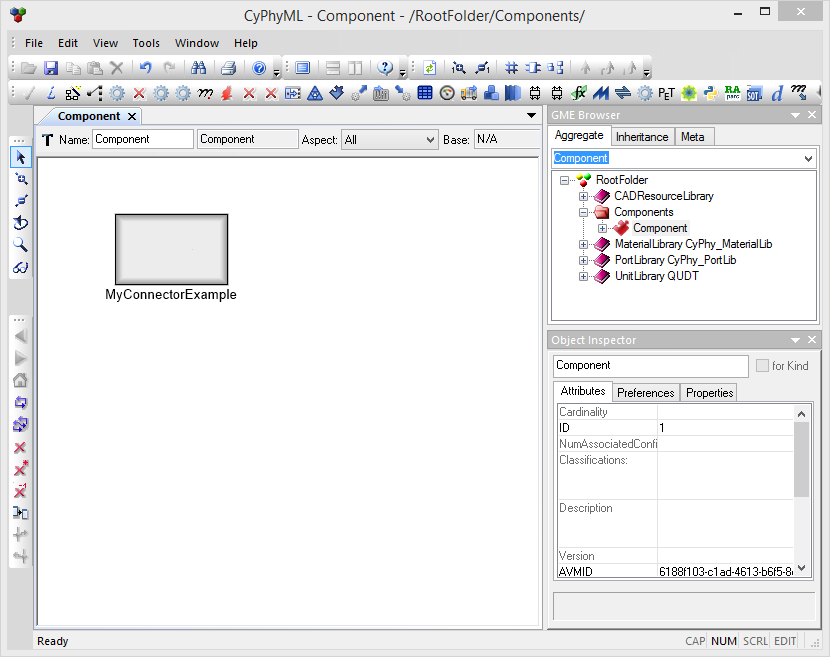 CyPhyML - Component - /RootFolder/Components/
File Edit View Tools Window Help
Component
T Name: Component Component Aspect: All Base: N/A
MyConnectorExample
GME Browser
Aggregate Inheritance Meta
Component
RootFolder
CADResourceLibrary
Components
Component
MaterialLibrary CyPhy_MaterialLib
PortLibrary CyPhy_PortLib
UnitLibrary QUDT
Object Inspector
Component for Kind
Attributes Preferences Properties
Cardinality
ID 1
NumAssociatedConfi
Classifications:
Description
Version
AVMID 6188f103-c1ad-4613-b6f5-8
Ready CAP NUM SCRL EDIT